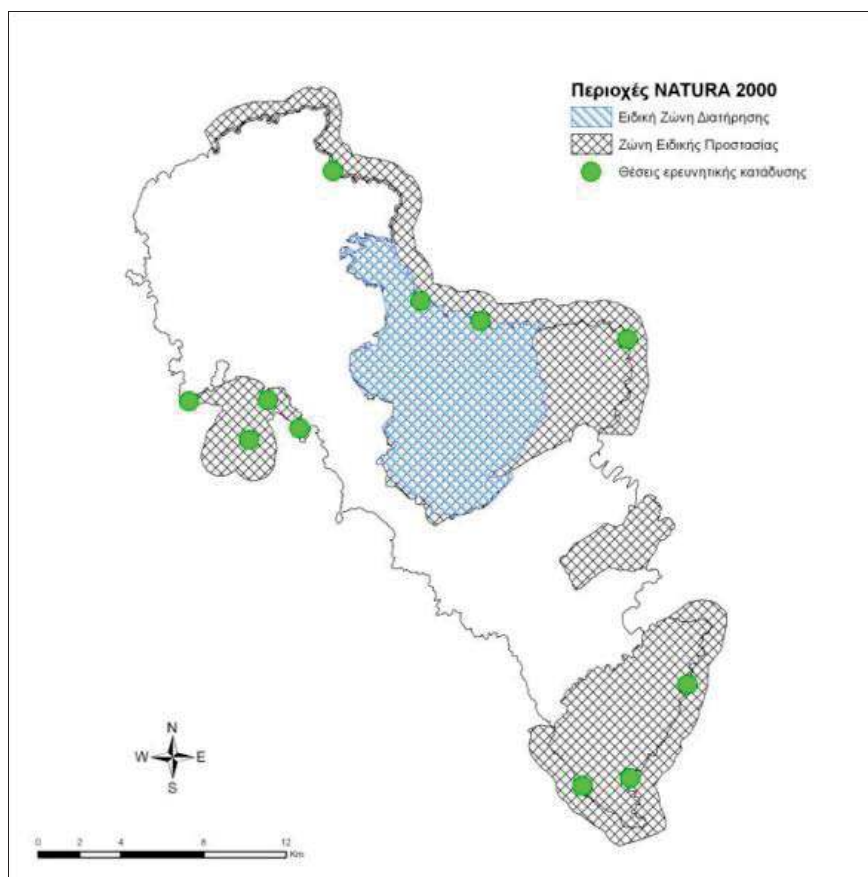 Περιοχές NATURA 2000
Ειδική Ζώνη Διατήρησης
Ζώνη Ειδικής Προστασίας
Θέσεις ερευνητικής κατάδυσης
N
W E
S
0 2 4 8 12
Km